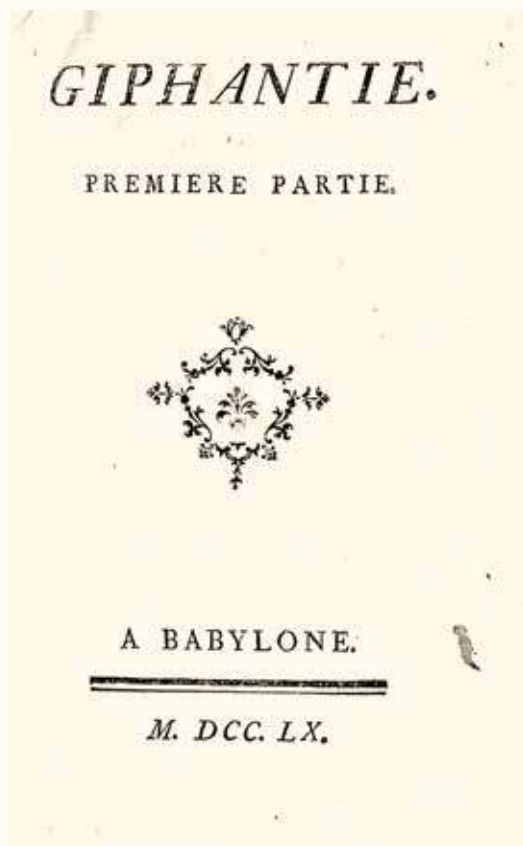 GIPHANTIE.
PREMIERE PARTIE.
A BABYLONE.
M. DCC. LX.